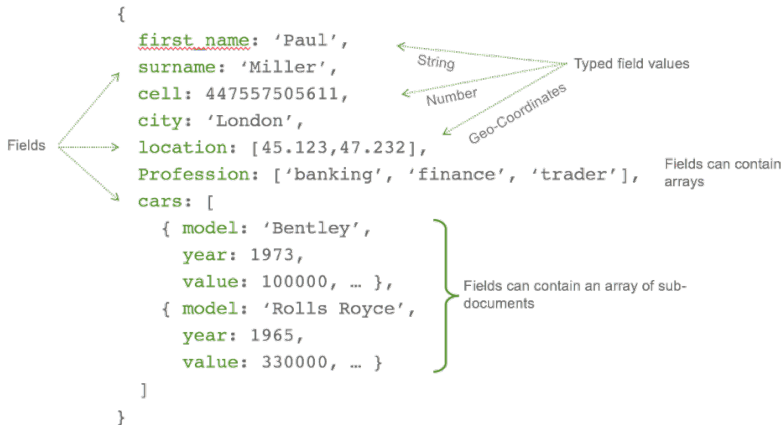 {
first_name: ‘Paul’,
surname: ‘Miller’,
cell: 447557505611,
city: ‘London’,
location: [45.123,47.232],
Profession: [‘banking’, ‘finance’, ‘trader’],
cars: [
{ model: ‘Bentley’,
year: 1973,
value: 100000, … },
{ model: ‘Rolls Royce’,
year: 1965,
value: 330000, … }
]
}
Fields
String
Number
Geo-Coordinates
Typed field values
Fields can contain
arrays
Fields can contain an array of sub-
documents